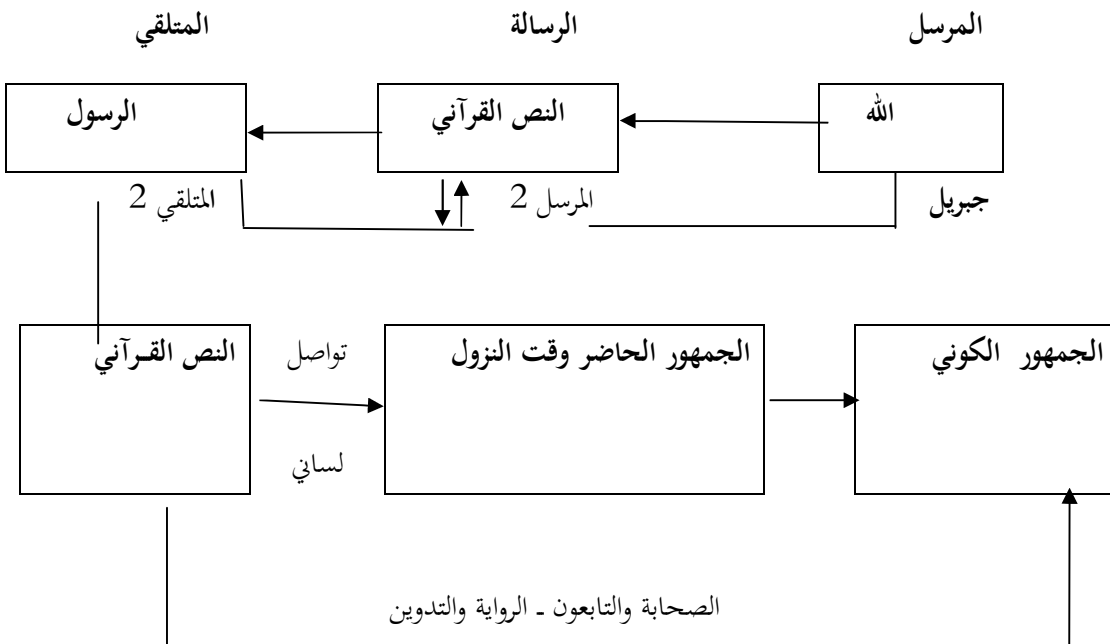 المرسل الرسالة المتلقي
الله النص القرآني الرسول
جبريل المرسل 2 المتلقي 2
النص القـرآني تواصل الجمهور الحاضر وقت النزول الجمهور الكوني
لساني
الصحابة والتابعون ـ الرواية والتدوين